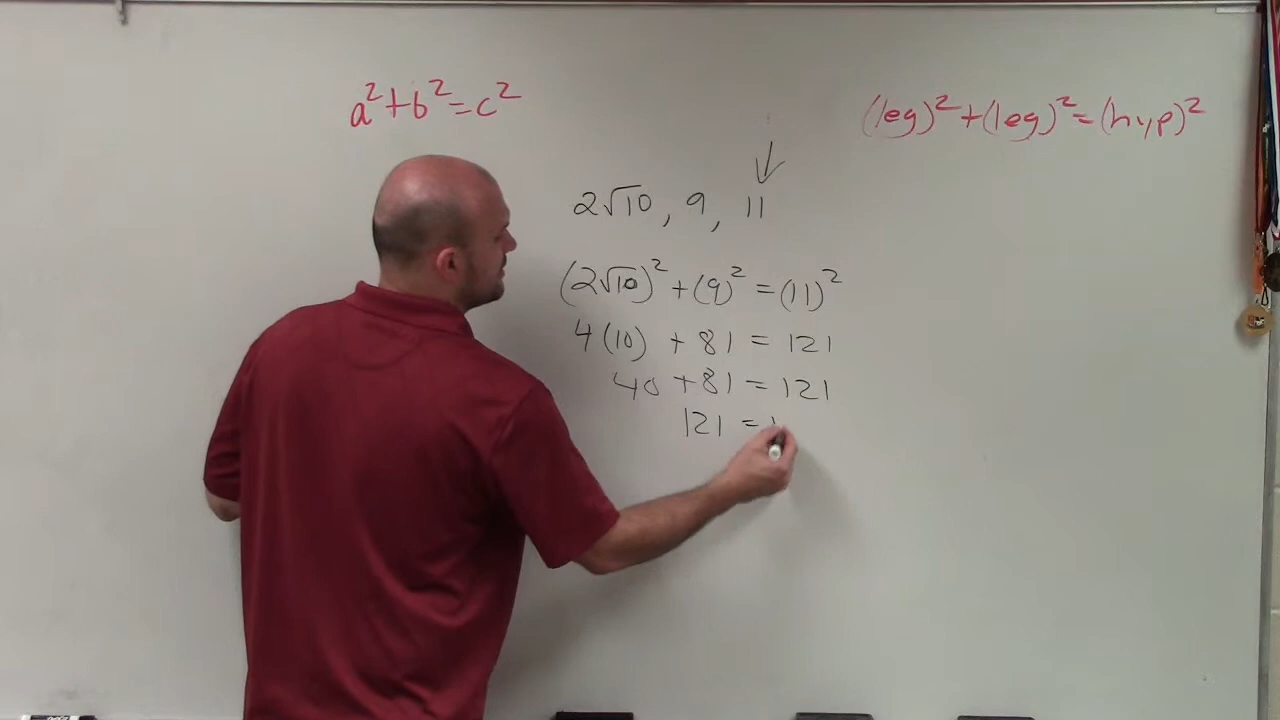 a²+b²=c²
(leg)²+(leg)²=(hyp)²
2√10, 9, 11
(2√10)²+(9)²=(11)²
4(10) + 81 = 121
40 + 81 = 121
121 = 1